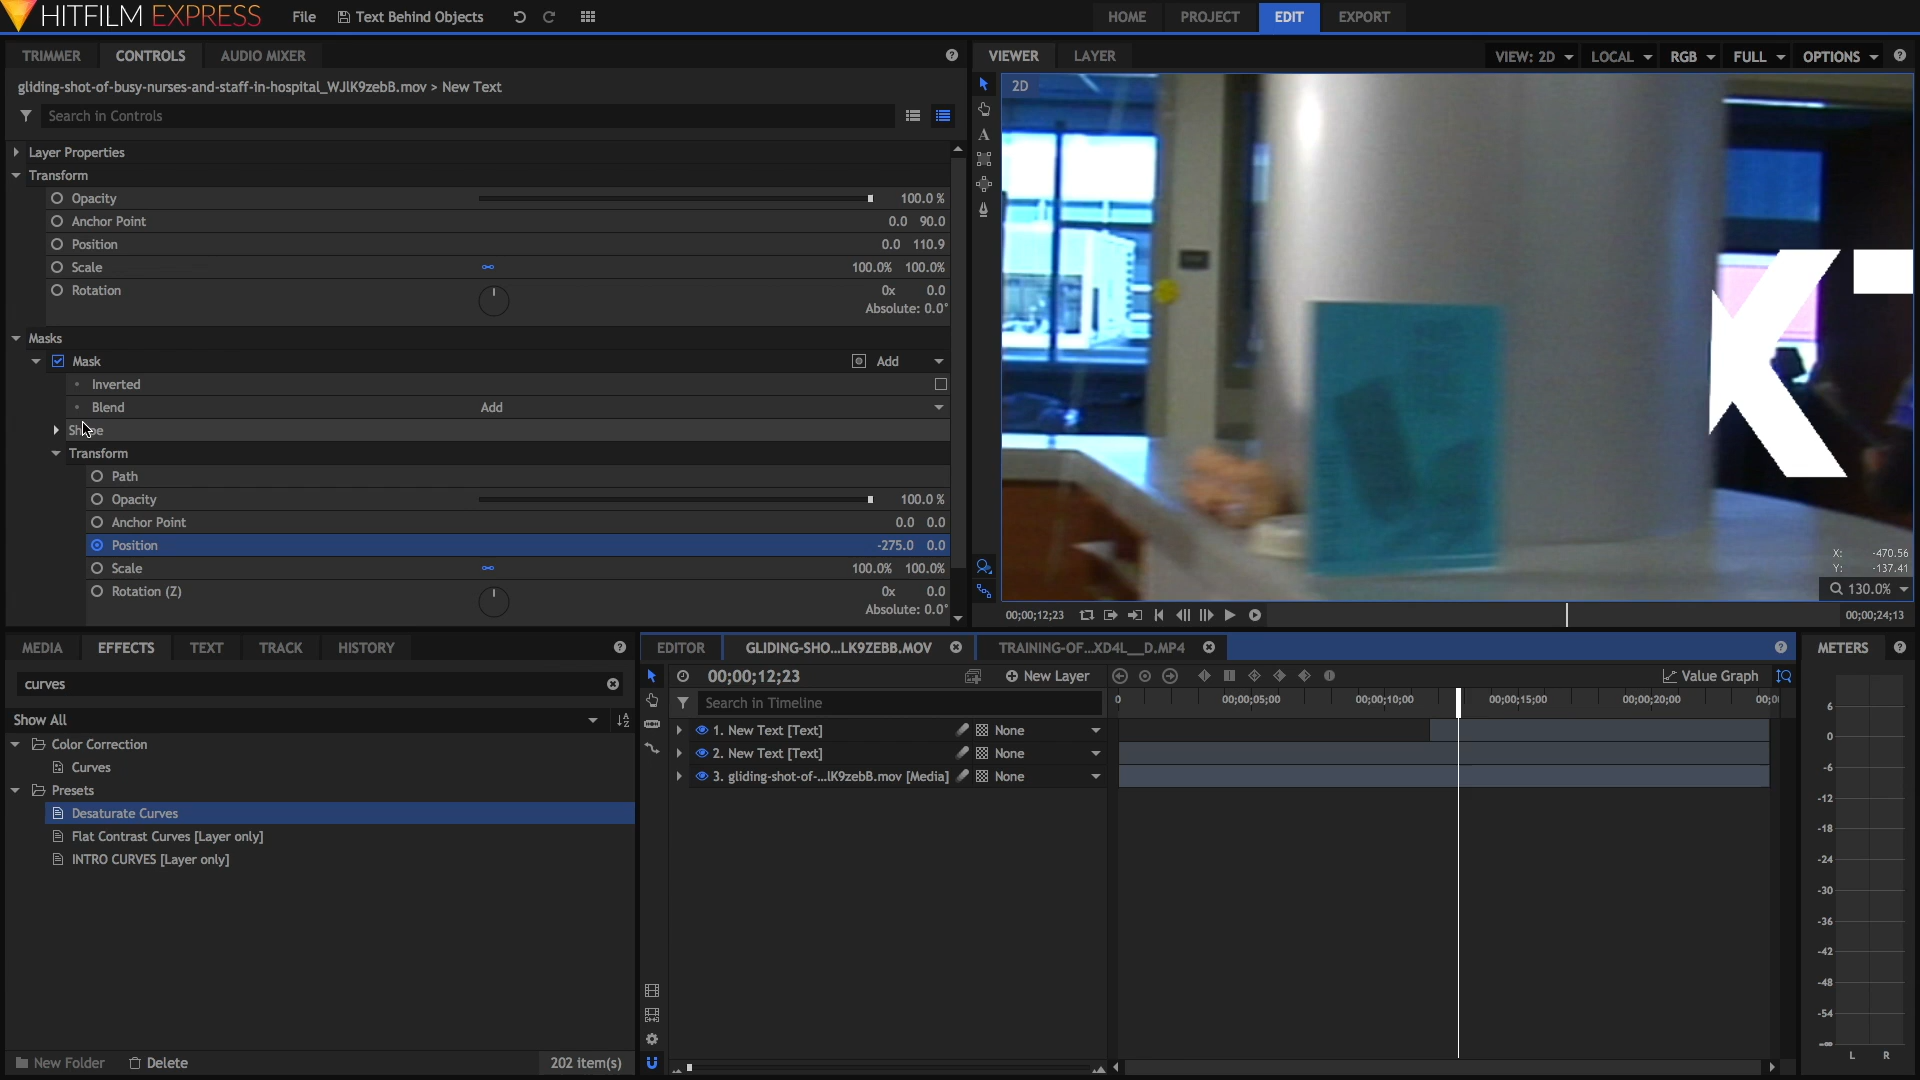 HITFILM EXPRESS
File
Text Behind Objects
HOME
PROJECT
EDIT
EXPORT
TRIMMER
CONTROLS
AUDIO MIXER
gliding-shot-of-busy-nurses-and-staff-in-hospital_WJlK9zebB.mov > New Text
Search in Controls
Layer Properties
Transform
Opacity 100.0 %
Anchor Point 0.0 90.0
Position 0.0 110.9
Scale 100.0% 100.0%
Rotation 0x 0.0
Absolute: 0.0°
Masks
Mask Add
Inverted
Blend Add
Transform
Path
Opacity 100.0 %
Anchor Point 0.0 0.0
Position -275.0 0.0
Scale 100.0% 100.0%
Rotation (Z) 0x 0.0
Absolute: 0.0°
VIEWER
LAYER
VIEW: 2D
LOCAL
RGB
FULL
OPTIONS
2D
X: -470.56
Y: -137.41
130.0%
00;00;12;23
00;00;24;13
MEDIA
EFFECTS
TEXT
TRACK
HISTORY
curves
Show All
Color Correction
Curves
Presets
Desaturate Curves
Flat Contrast Curves [Layer only]
INTRO CURVES [Layer only]
New Folder
Delete
202 item(s)
EDITOR
GLIDING-SHO...LK9ZEBB.MOV
TRAINING-OF...XD4L__D.MP4
00;00;12;23
New Layer
Value Graph
Search in Timeline
0 00;00;05;00 00;00;10;00 00;00;15;00 00;00;20;00
1. New Text [Text] None
2. New Text [Text] None
3. gliding-shot-of-...lK9zebB.mov [Media] None
METERS
6
0
-6
-12
-18
-24
-30
-36
-42
-48
-54
-∞
L R